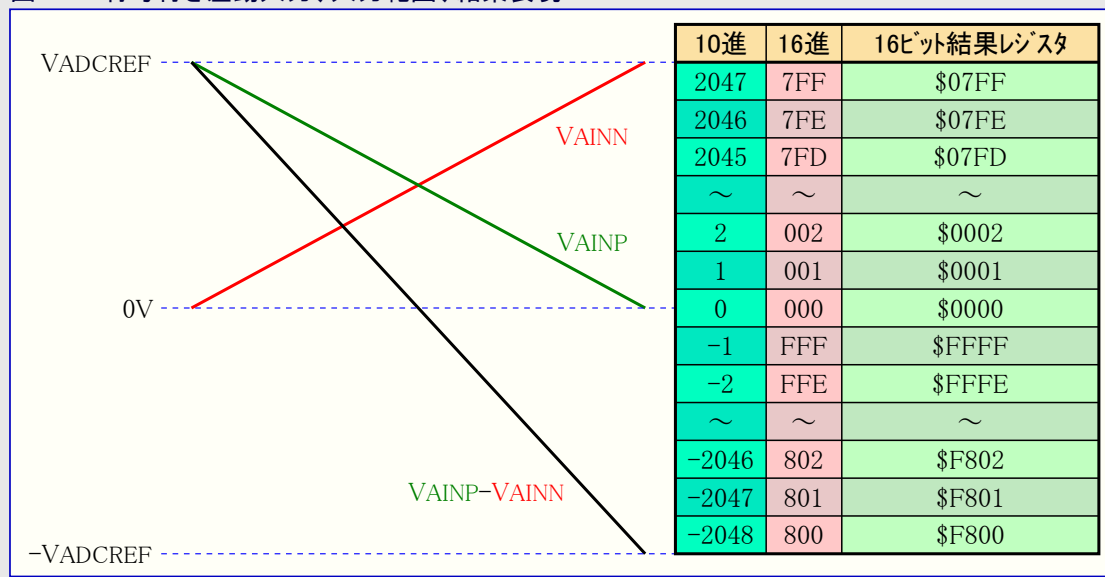 VADCREF
VAINN
VAINP
0V
VAINP-VAINN
-VADCREF
10進 16進 16ビット結果レジスタ
2047 7FF $07FF
2046 7FE $07FE
2045 7FD $07FD
～ ～ ～
2 002 $0002
1 001 $0001
0 000 $0000
-1 FFF $FFFF
-2 FFE $FFFE
～ ～ ～
-2046 802 $F802
-2047 801 $F801
-2048 800 $F800